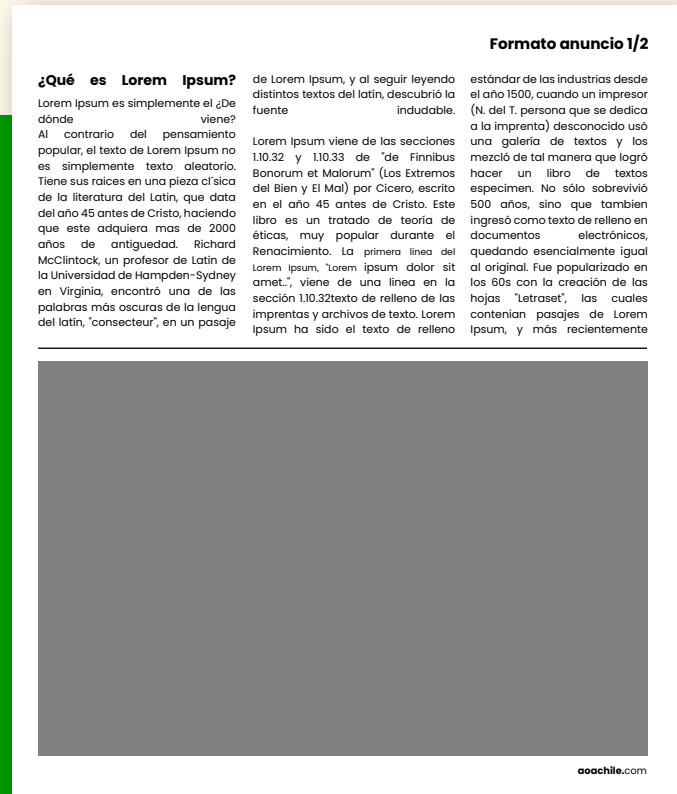 Formato anuncio 1/2
¿Qué es Lorem Ipsum?
Lorem Ipsum es simplemente el ¿De
dónde viene?
Al contrario del pensamiento
popular, el texto de Lorem Ipsum no
es simplemente texto aleatorio.
Tiene sus raices en una pieza cl´sica
de la literatura del Latin, que data
del año 45 antes de Cristo, haciendo
que este adquiera mas de 2000
años de antiguedad. Richard
McClintock, un profesor de Latin de
la Universidad de Hampden-Sydney
en Virginia, encontró una de las
palabras más oscuras de la lengua
del latín, "consecteur", en un pasaje
de Lorem Ipsum, y al seguir leyendo
distintos textos del latín, descubrió la
fuente indudable.
Lorem Ipsum viene de las secciones
1.10.32 y 1.10.33 de "de Finnibus
Bonorum et Malorum" (Los Extremos
del Bien y El Mal) por Cicero, escrito
en el año 45 antes de Cristo. Este
libro es un tratado de teoría de
éticas, muy popular durante el
Renacimiento. La primera linea del
Lorem Ipsum, "Lorem ipsum dolor sit
amet..", viene de una linea en la
sección 1.10.32texto de relleno de las
imprentas y archivos de texto. Lorem
Ipsum ha sido el texto de relleno
estándar de las industrias desde
el año 1500, cuando un impresor
(N. del T. persona que se dedica
a la imprenta) desconocido usó
una galería de textos y los
mezcló de tal manera que logró
hacer un libro de textos
especimen. No sólo sobrevivió
500 años, sino que tambien
ingresó como texto de relleno en
documentos electrónicos,
quedando esencialmente igual
al original. Fue popularizado en
los 60s con la creación de las
hojas "Letraset", las cuales
contenian pasajes de Lorem
Ipsum, y más recientemente
aoachile.com